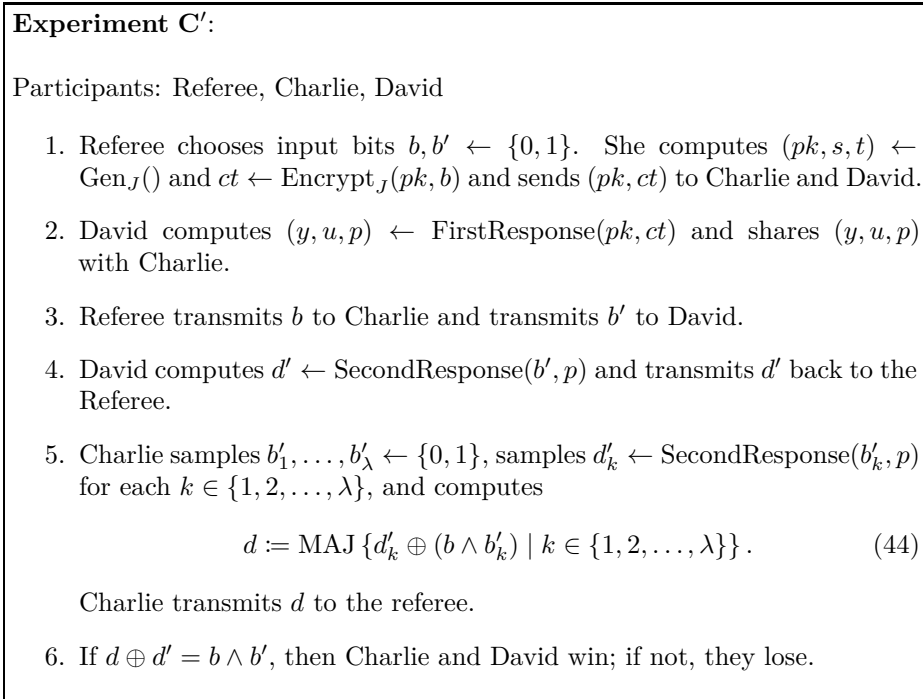 Experiment C′:
Participants: Referee, Charlie, David
1. Referee chooses input bits b, b′ ← {0, 1}. She computes (pk, s, t) ←
Gen_J() and ct ← Encrypt_J(pk, b) and sends (pk, ct) to Charlie and David.
2. David computes (y, u, p) ← FirstResponse(pk, ct) and shares (y, u, p)
with Charlie.
3. Referee transmits b to Charlie and transmits b′ to David.
4. David computes d′ ← SecondResponse(b′, p) and transmits d′ back to the
Referee.
5. Charlie samples b′_1, . . . , b′_λ ← {0, 1}, samples d′_k ← SecondResponse(b′_k, p)
for each k ∈ {1, 2, . . . , λ}, and computes
d ≔ MAJ {d′_k ⊕ (b ∧ b′_k) | k ∈ {1, 2, . . . , λ}} . (44)
Charlie transmits d to the referee.
6. If d ⊕ d′ = b ∧ b′, then Charlie and David win; if not, they lose.